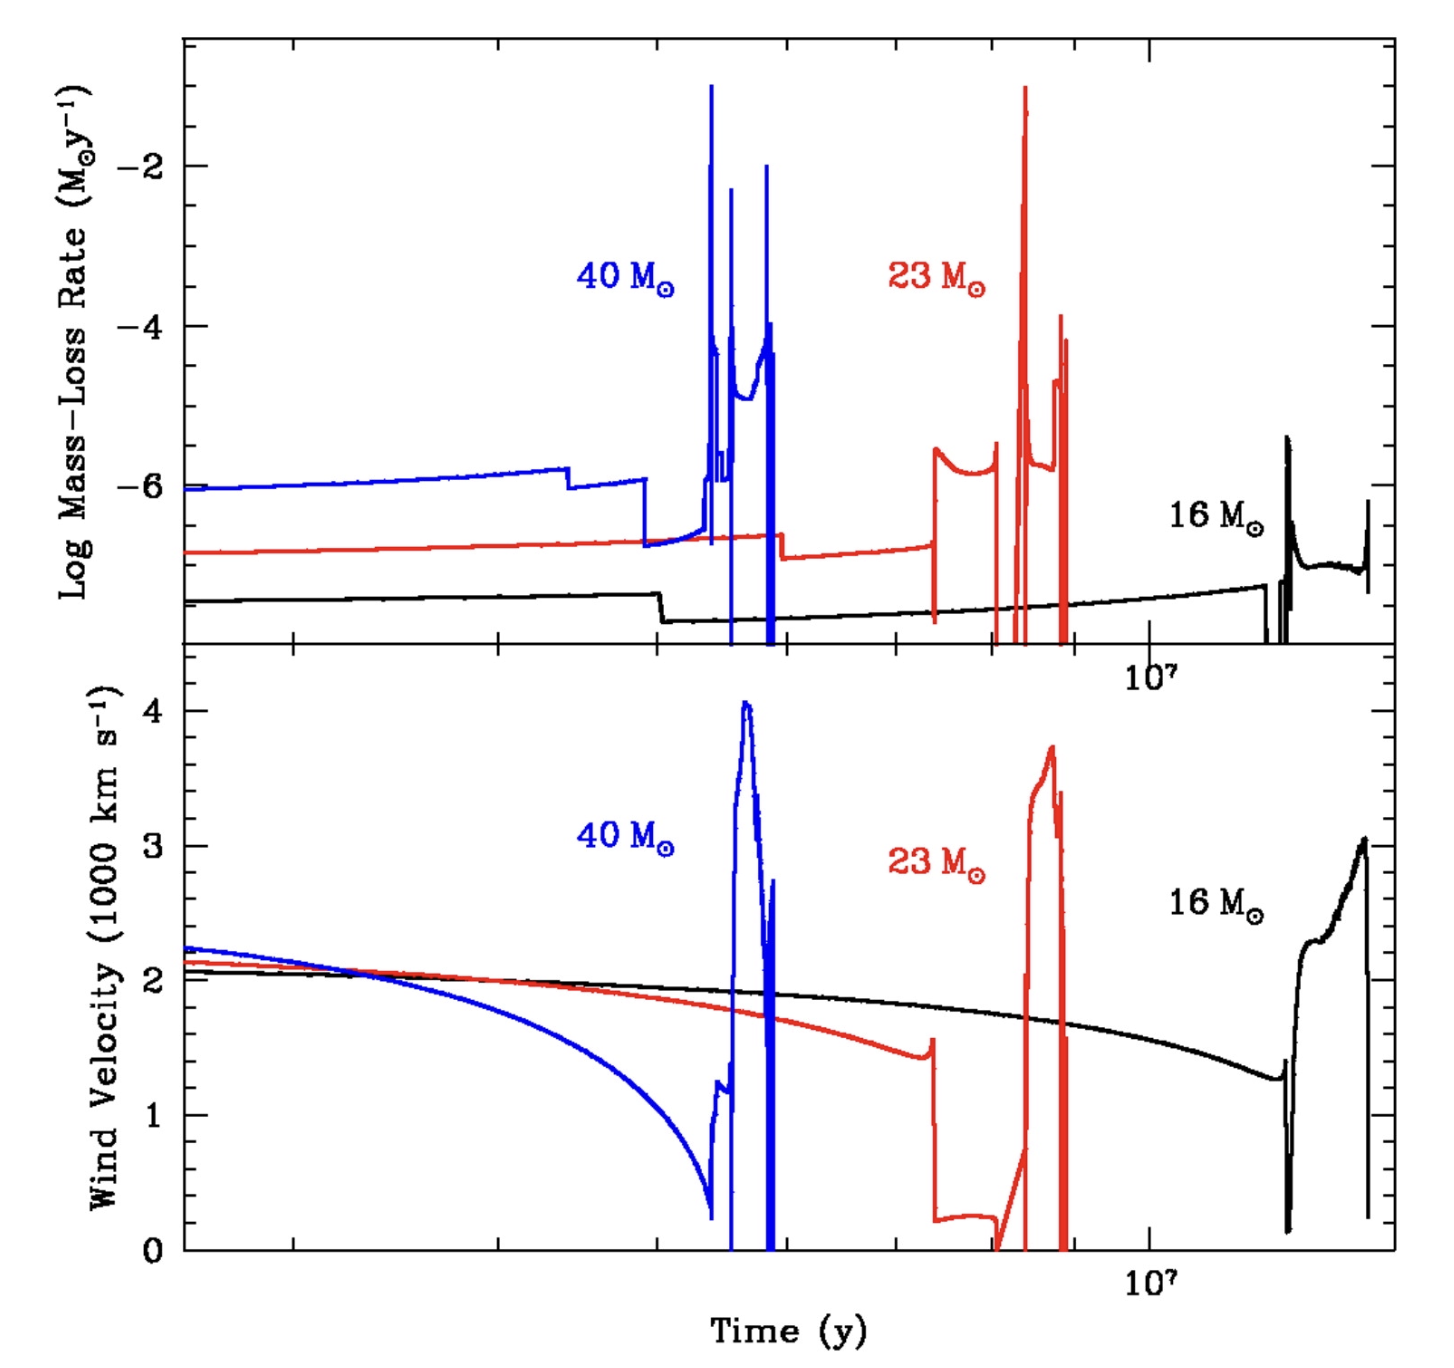 Log Mass–Loss Rate (M⊙y⁻¹)
−2
−4
−6
40 M⊙
23 M⊙
16 M⊙
10⁷
Wind Velocity (1000 km s⁻¹)
4
3
2
1
0
40 M⊙
23 M⊙
16 M⊙
10⁷
Time (y)